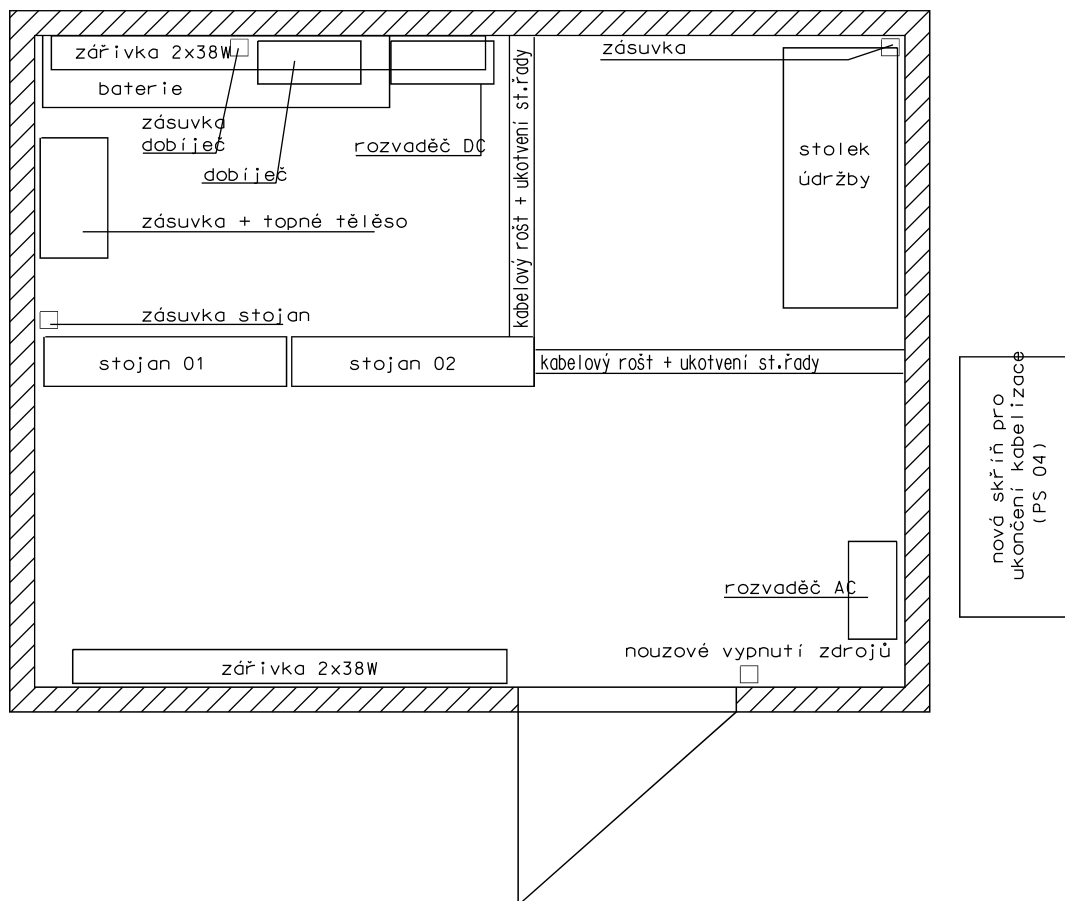 zářivka 2x38W
baterie
zásuvka
dobíječ
dobíječ
rozvaděč DC
kabelový rošt + ukotvení st.řady
zásuvka
stolek
údržby
zásuvka + topné tělěso
zásuvka stojan
stojan 01
stojan 02
kabelový rošt + ukotvení st.řady
nová skříň pro
ukončení kabelizace
(PS 04)
rozvaděč AC
nouzové vypnutí zdrojů
zářivka 2x38W